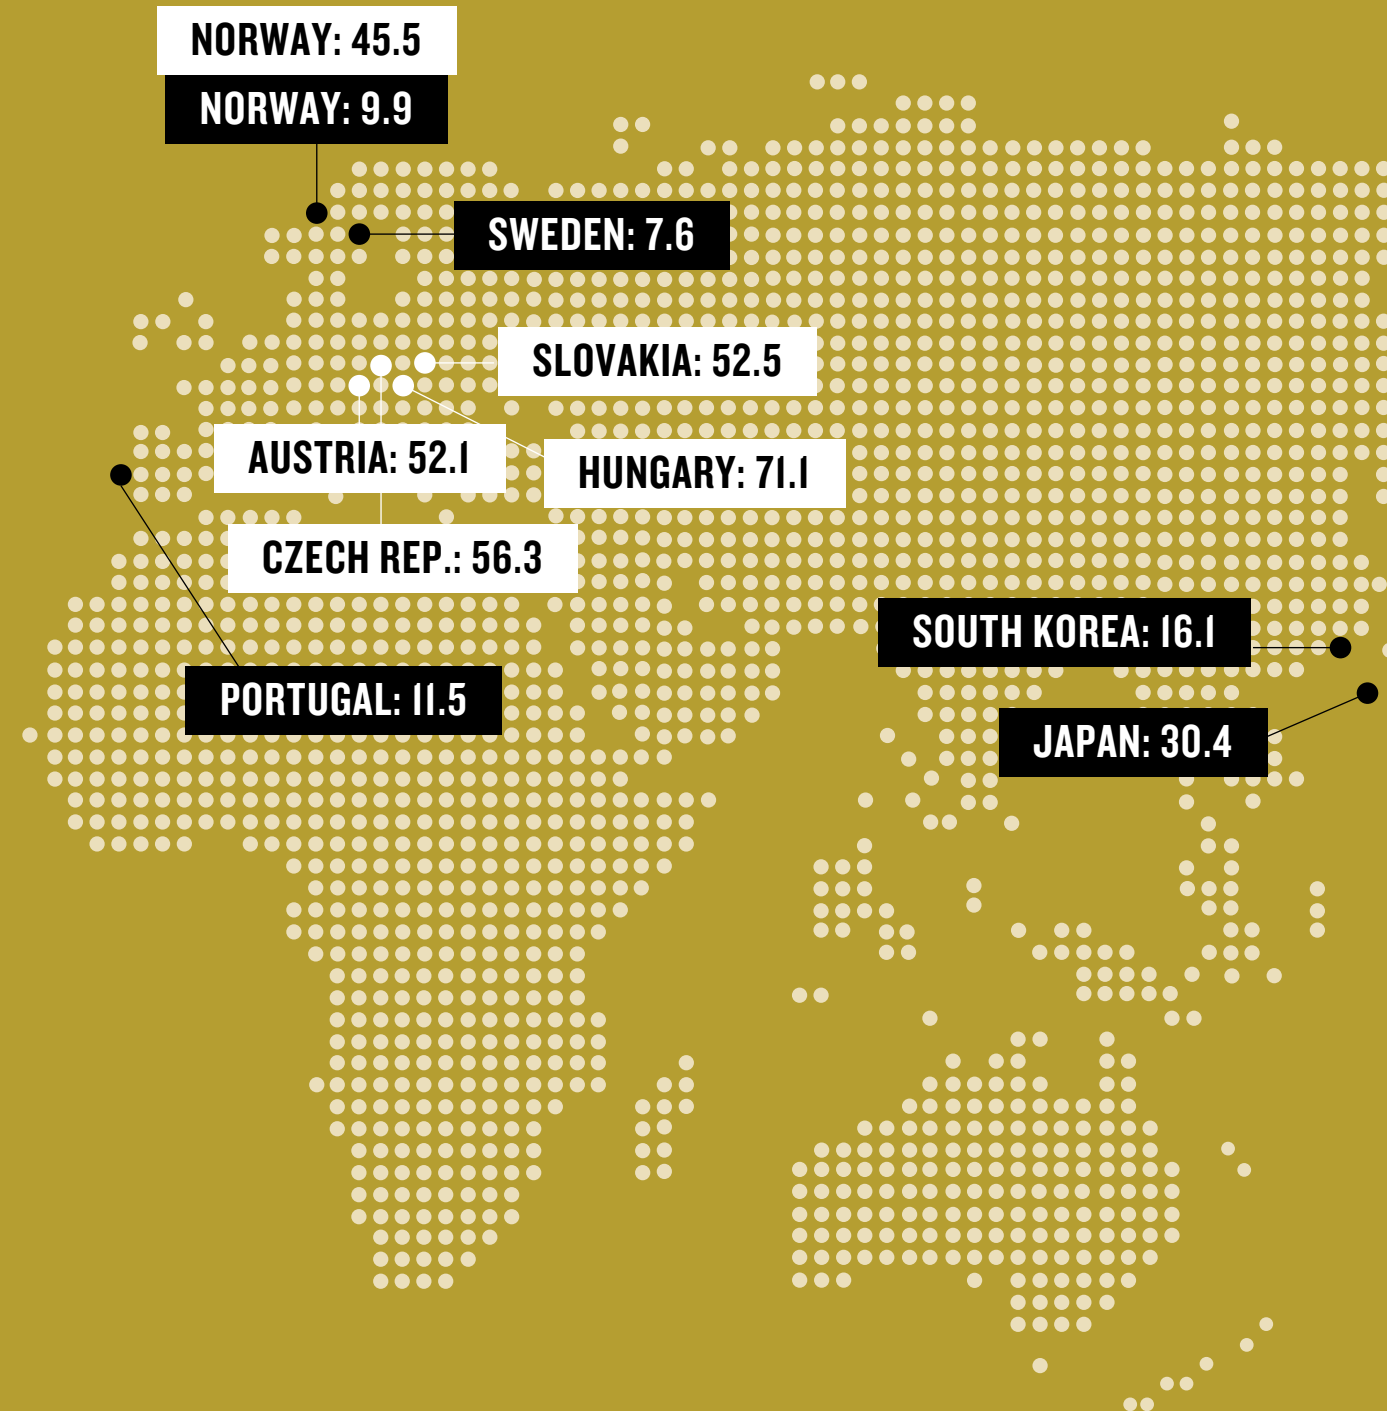 NORWAY: 45.5
NORWAY: 9.9
SWEDEN: 7.6
SLOVAKIA: 52.5
AUSTRIA: 52.1
HUNGARY: 71.1
CZECH REP.: 56.3
SOUTH KOREA: 16.1
PORTUGAL: 11.5
JAPAN: 30.4